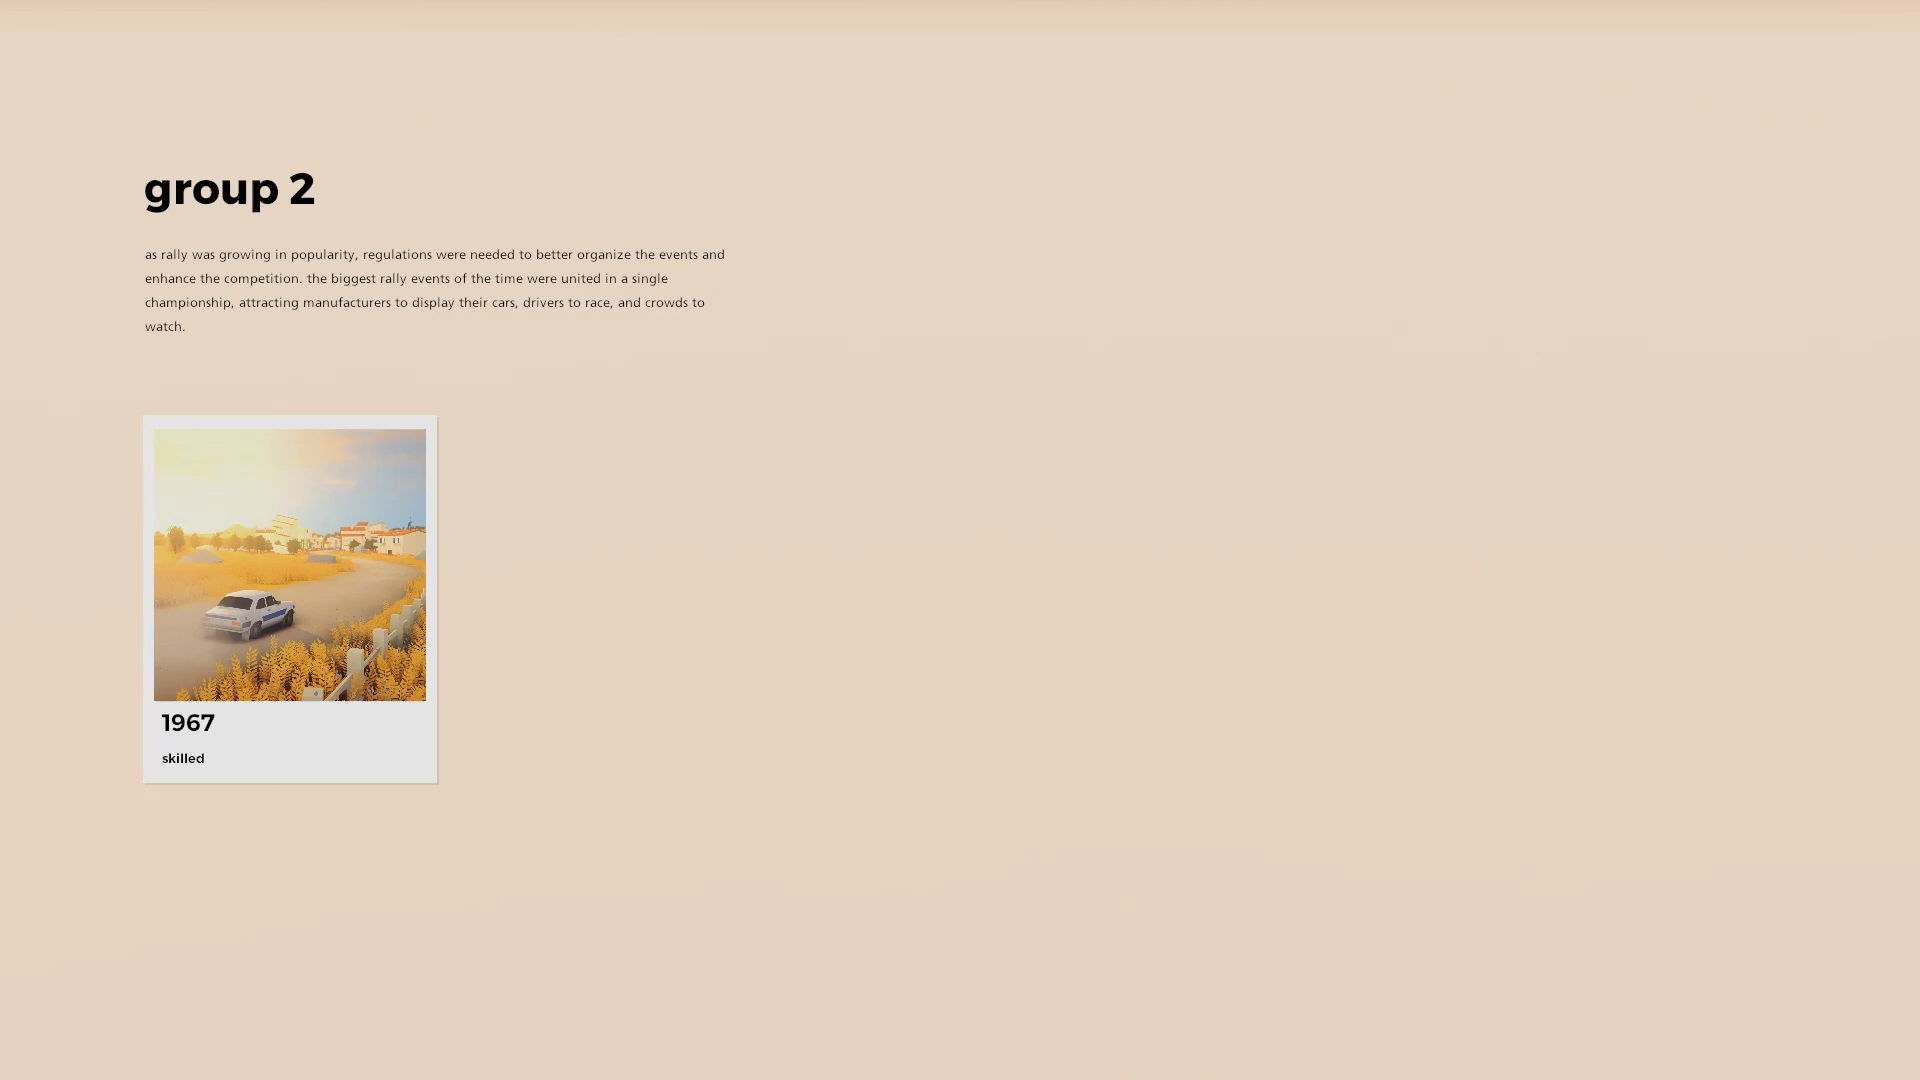 group 2
as rally was growing in popularity, regulations were needed to better organize the events and
enhance the competition. the biggest rally events of the time were united in a single
championship, attracting manufacturers to display their cars, drivers to race, and crowds to
watch.
1967
skilled